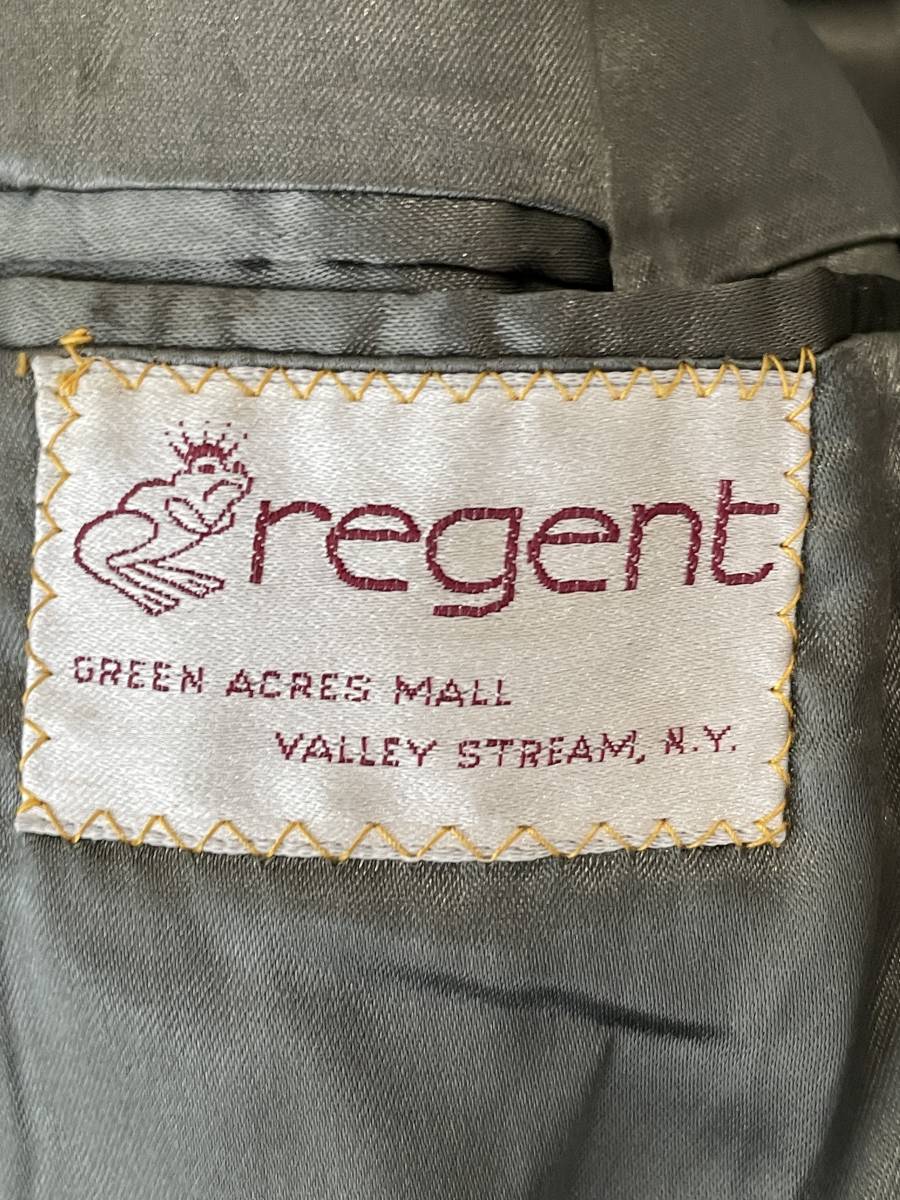 regent
GREEN ACRES MALL
VALLEY STREAM, N.Y.